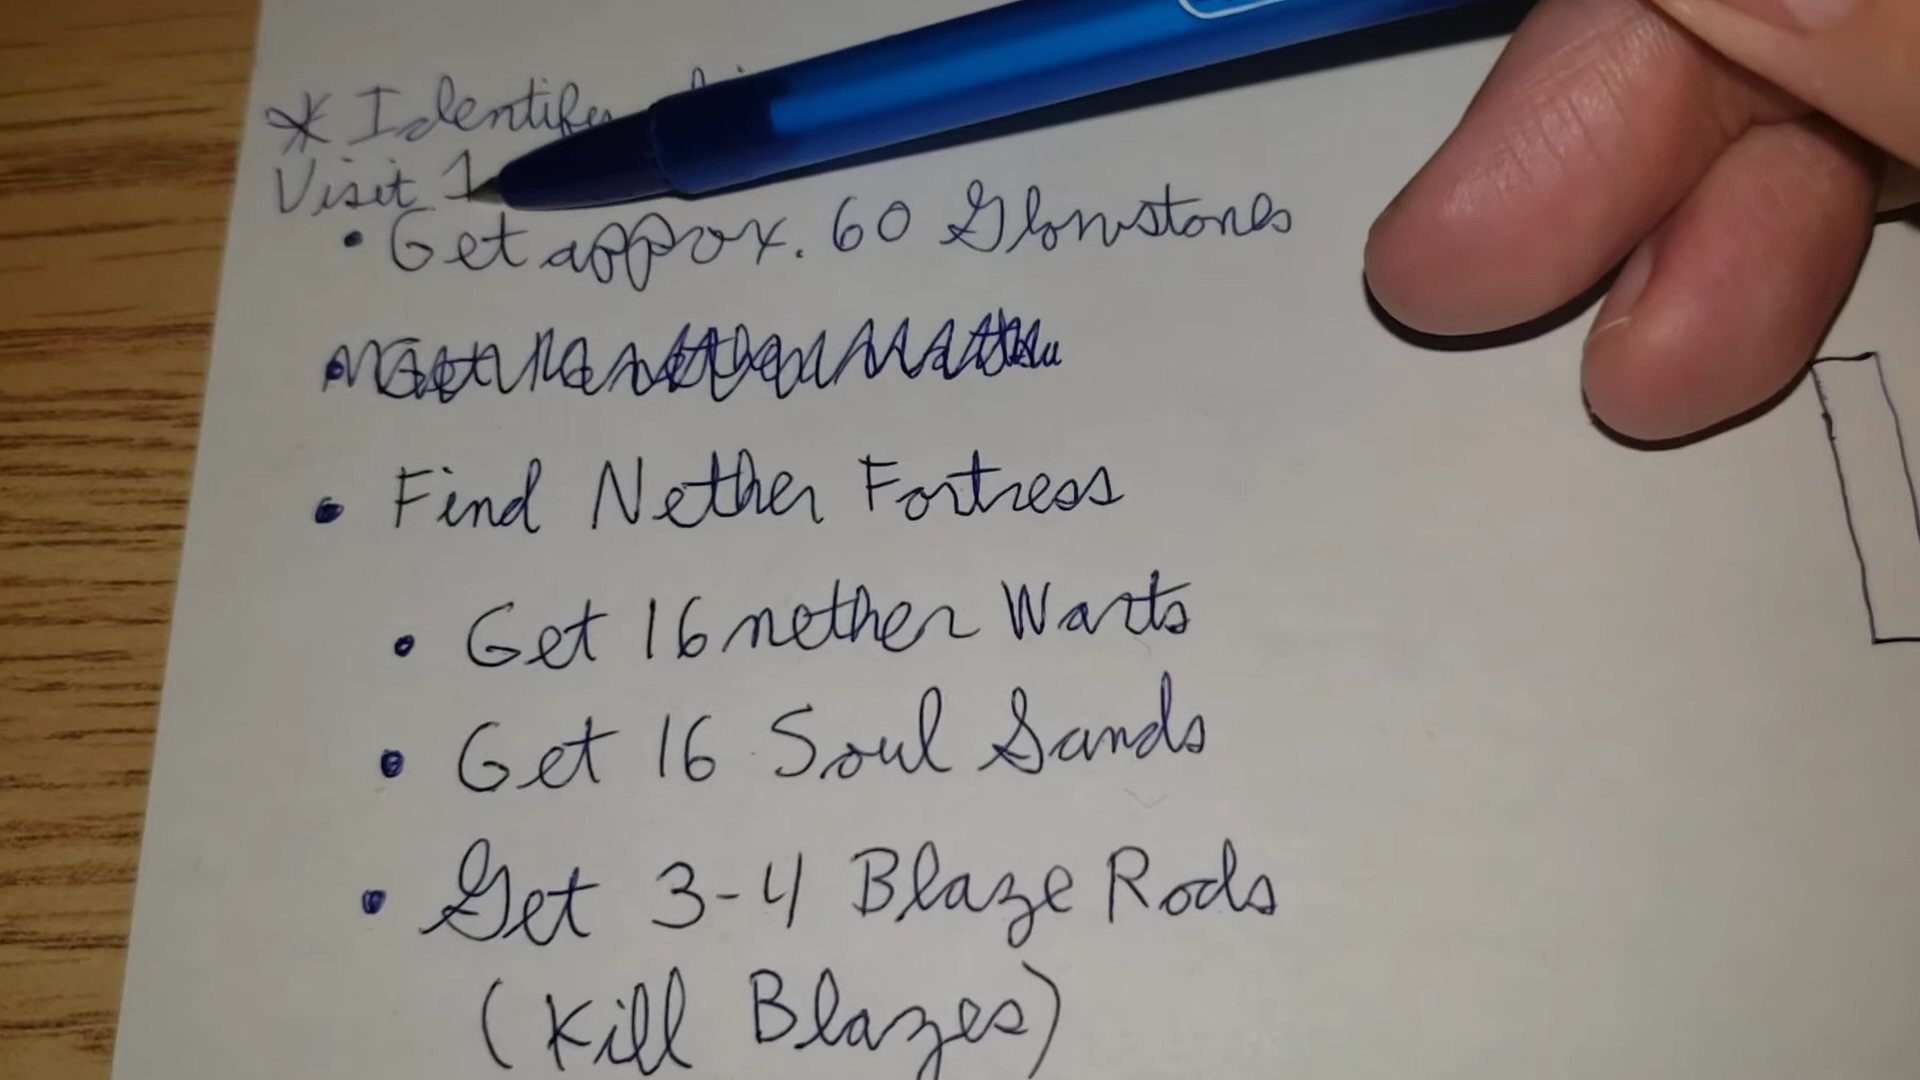 * Identify
Visit 1
• Get approx. 60 Glowstones
• Find Nether Fortress
• Get 16 nether Warts
• Get 16 Soul Sands
• Get 3-4 Blaze Rods
(Kill Blazes)